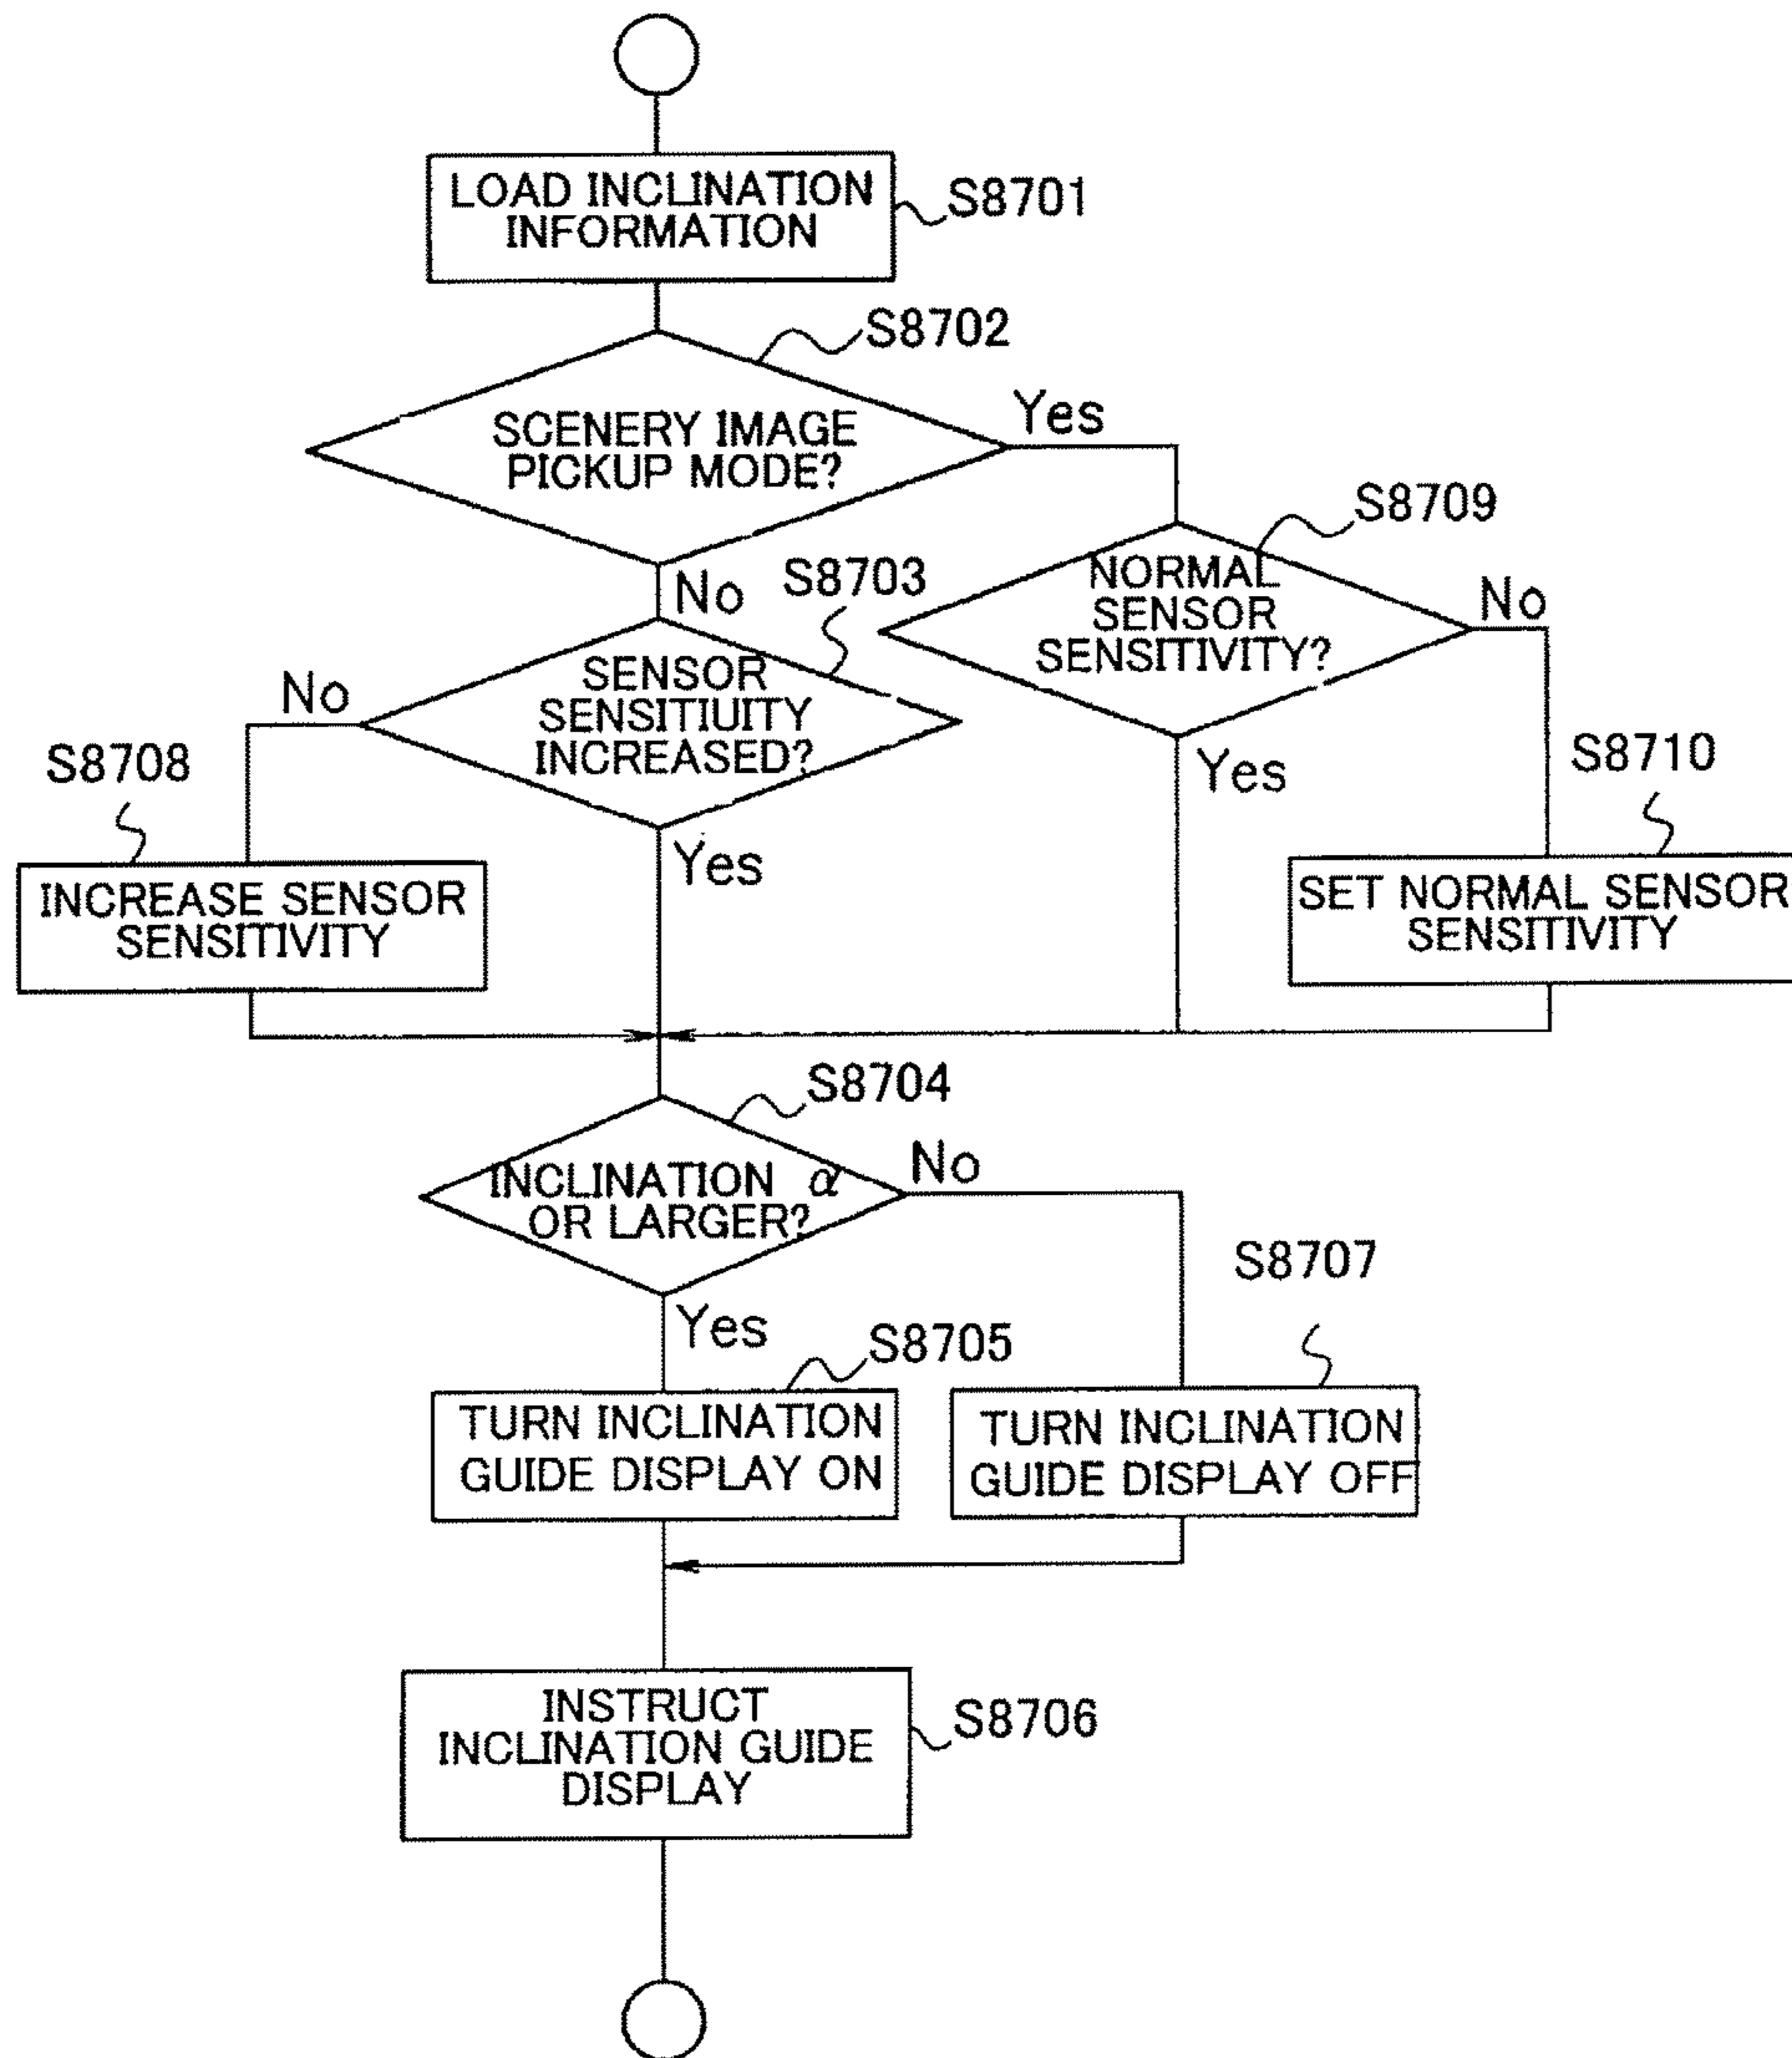 LOAD INCLINATION
INFORMATION
S8701
S8702
SCENERY IMAGE
PICKUP MODE?
Yes
No
S8709
NORMAL
SENSOR
SENSITIVITY?
No
Yes
S8703
SENSOR
SENSITIUITY
INCREASED?
No
Yes
S8708
INCREASE SENSOR
SENSITIVITY
S8710
SET NORMAL SENSOR
SENSITIVITY
S8704
INCLINATION α
OR LARGER?
No
Yes
S8705
TURN INCLINATION
GUIDE DISPLAY ON
S8707
TURN INCLINATION
GUIDE DISPLAY OFF
INSTRUCT
INCLINATION GUIDE
DISPLAY
S8706